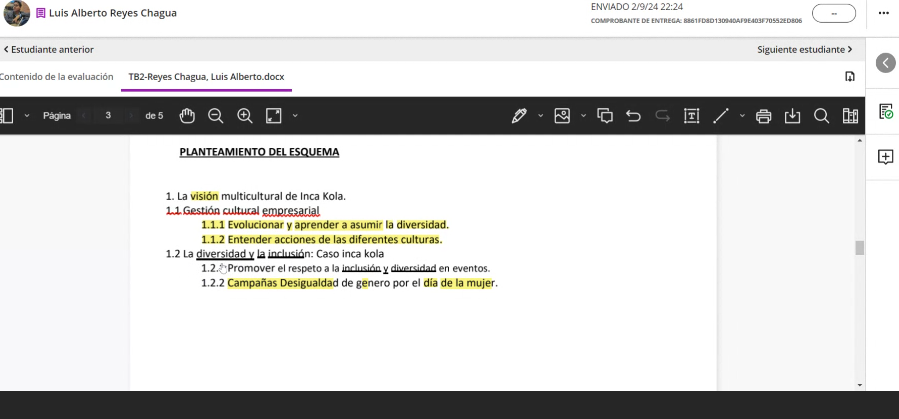 Luis Alberto Reyes Chagua
ENVIADO 2/9/24 22:24
COMPROBANTE DE ENTREGA: 8861FD8D130940AF9E403F70552ED806
--
Estudiante anterior
Siguiente estudiante
Contenido de la evaluación TB2-Reyes Chagua, Luis Alberto.docx
Página 3 de 5
PLANTEAMIENTO DEL ESQUEMA
1. La visión multicultural de Inca Kola.
1.1 Gestión cultural empresarial
1.1.1 Evolucionar y aprender a asumir la diversidad.
1.1.2 Entender acciones de las diferentes culturas.
1.2 La diversidad y la inclusión: Caso inca kola
1.2. Promover el respeto a la inclusión y diversidad en eventos.
1.2.2 Campañas Desigualdad de genero por el día de la mujer.